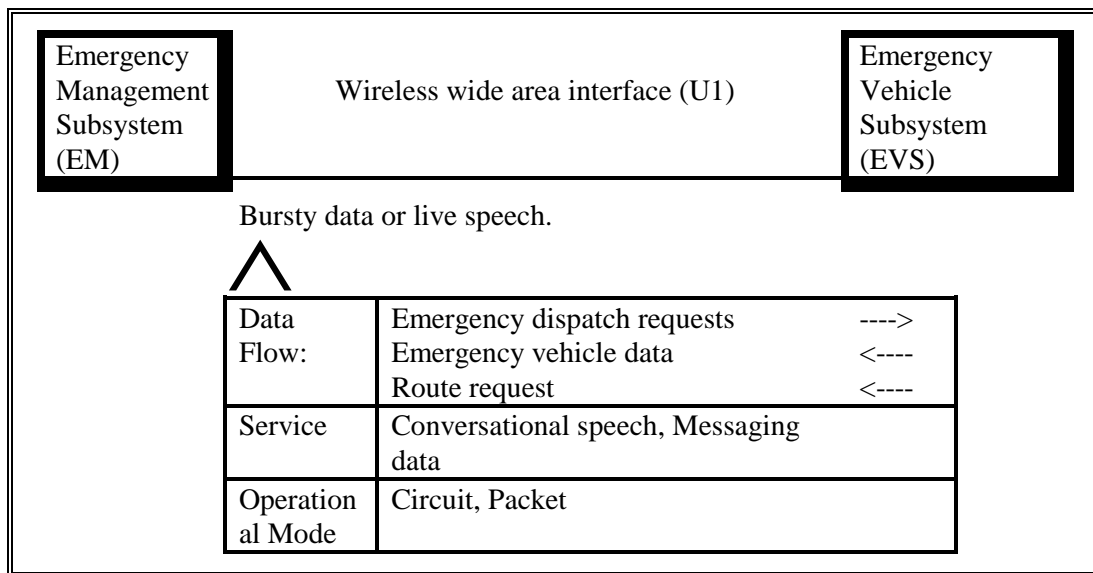 Emergency
Management
Subsystem
(EM)
Wireless wide area interface (U1)
Emergency
Vehicle
Subsystem
(EVS)
Bursty data or live speech.
Data
Flow:
Emergency dispatch requests ---->
Emergency vehicle data <----
Route request <----
Service
Conversational speech, Messaging
data
Operation
al Mode
Circuit, Packet